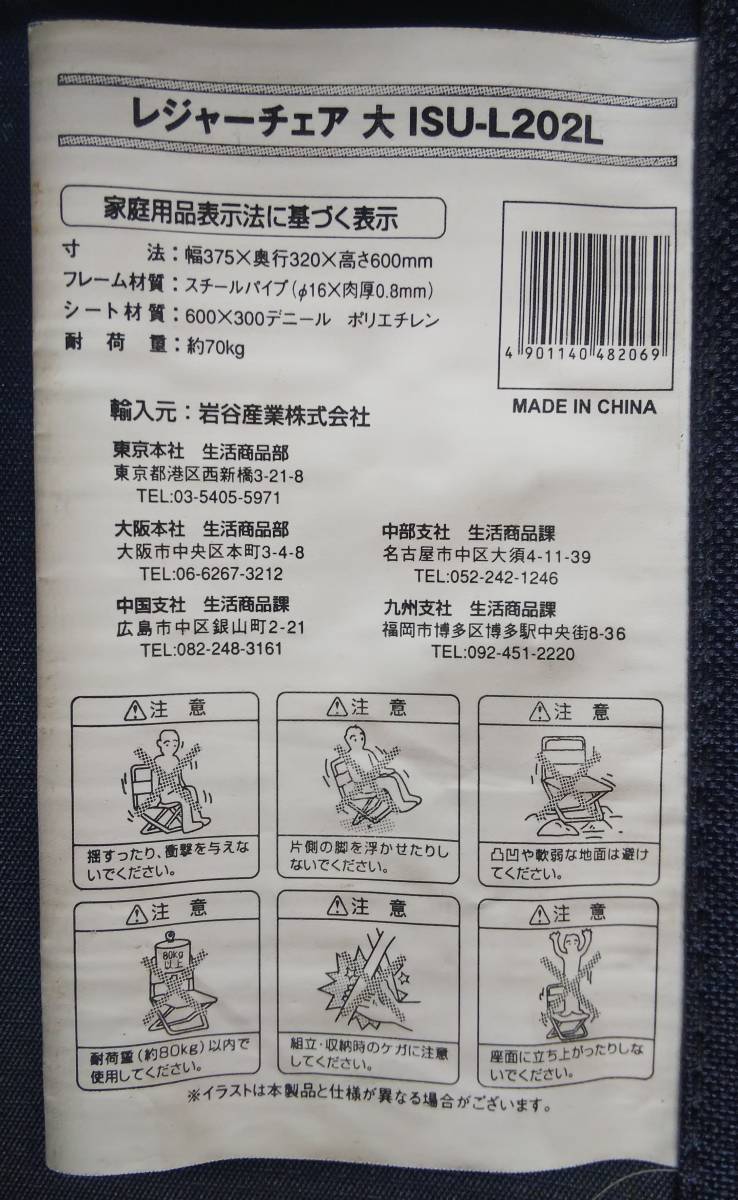 レジャーチェア 大 ISU-L202L
家庭用品表示法に基づく表示
寸法：幅375×奥行320×高さ600mm
フレーム材質：スチールパイプ(φ16×肉厚0.8mm)
シート材質：600×300デニール ポリエチレン
耐荷重：約70kg
4 901140 482069
MADE IN CHINA
輸入元：岩谷産業株式会社
東京本社 生活商品部
東京都港区西新橋3-21-8
TEL:03-5405-5971
大阪本社 生活商品部
大阪市中央区本町3-4-8
TEL:06-6267-3212
中部支社 生活商品課
名古屋市中区大須4-11-39
TEL:052-242-1246
中国支社 生活商品課
広島市中区銀山町2-21
TEL:082-248-3161
九州支社 生活商品課
福岡市博多区博多駅中央街8-36
TEL:092-451-2220
注意
揺すったり、衝撃を与えな
いでください。
注意
片側の脚を浮かせたりし
ないでください。
注意
凸凹や軟弱な地面は避け
てください。
注意
80kg
以上
耐荷重(約80kg)以内で
使用してください。
注意
組立・収納時のケガに注意
してください。
注意
座面に立ち上がったりしな
いでください。
※イラストは本製品と仕様が異なる場合がございます。